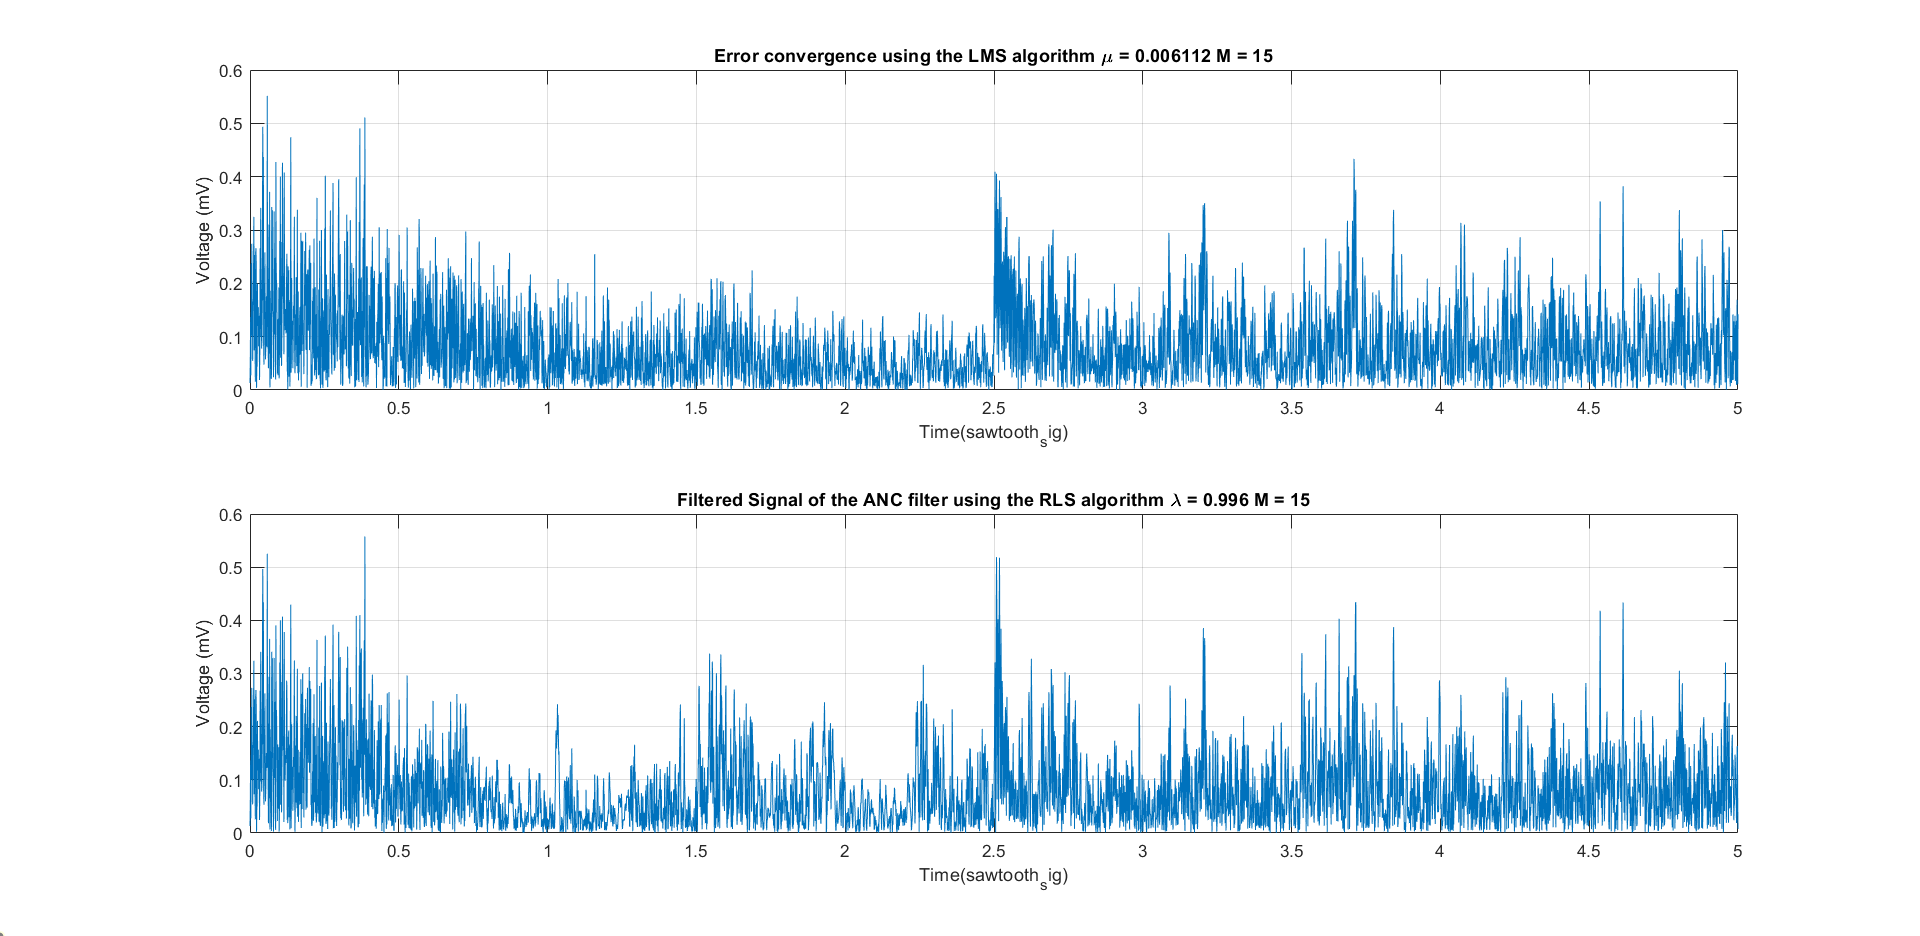 Error convergence using the LMS algorithm μ = 0.006112 M = 15
0.6
0.5
0.4
0.3
0.2
0.1
0
Voltage (mV)
0 0.5 1 1.5 2 2.5 3 3.5 4 4.5 5
Time(sawtooth_sig)
Filtered Signal of the ANC filter using the RLS algorithm λ = 0.996 M = 15
0.6
0.5
0.4
0.3
0.2
0.1
0
Voltage (mV)
0 0.5 1 1.5 2 2.5 3 3.5 4 4.5 5
Time(sawtooth_sig)